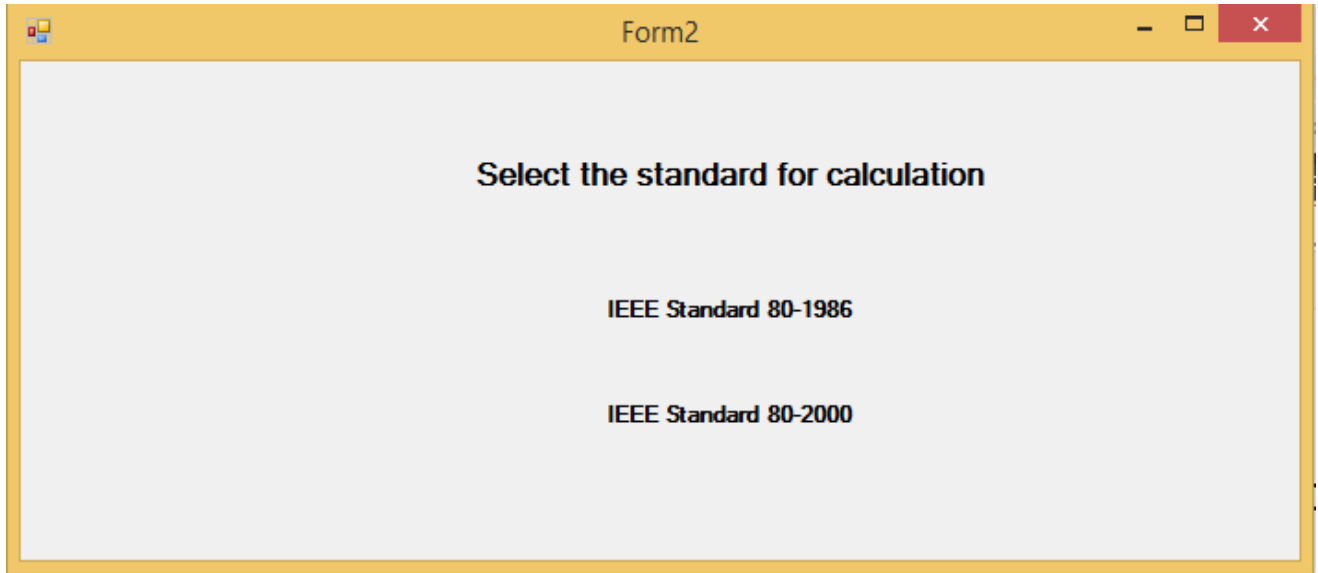 Form2
Select the standard for calculation
IEEE Standard 80-1986
IEEE Standard 80-2000